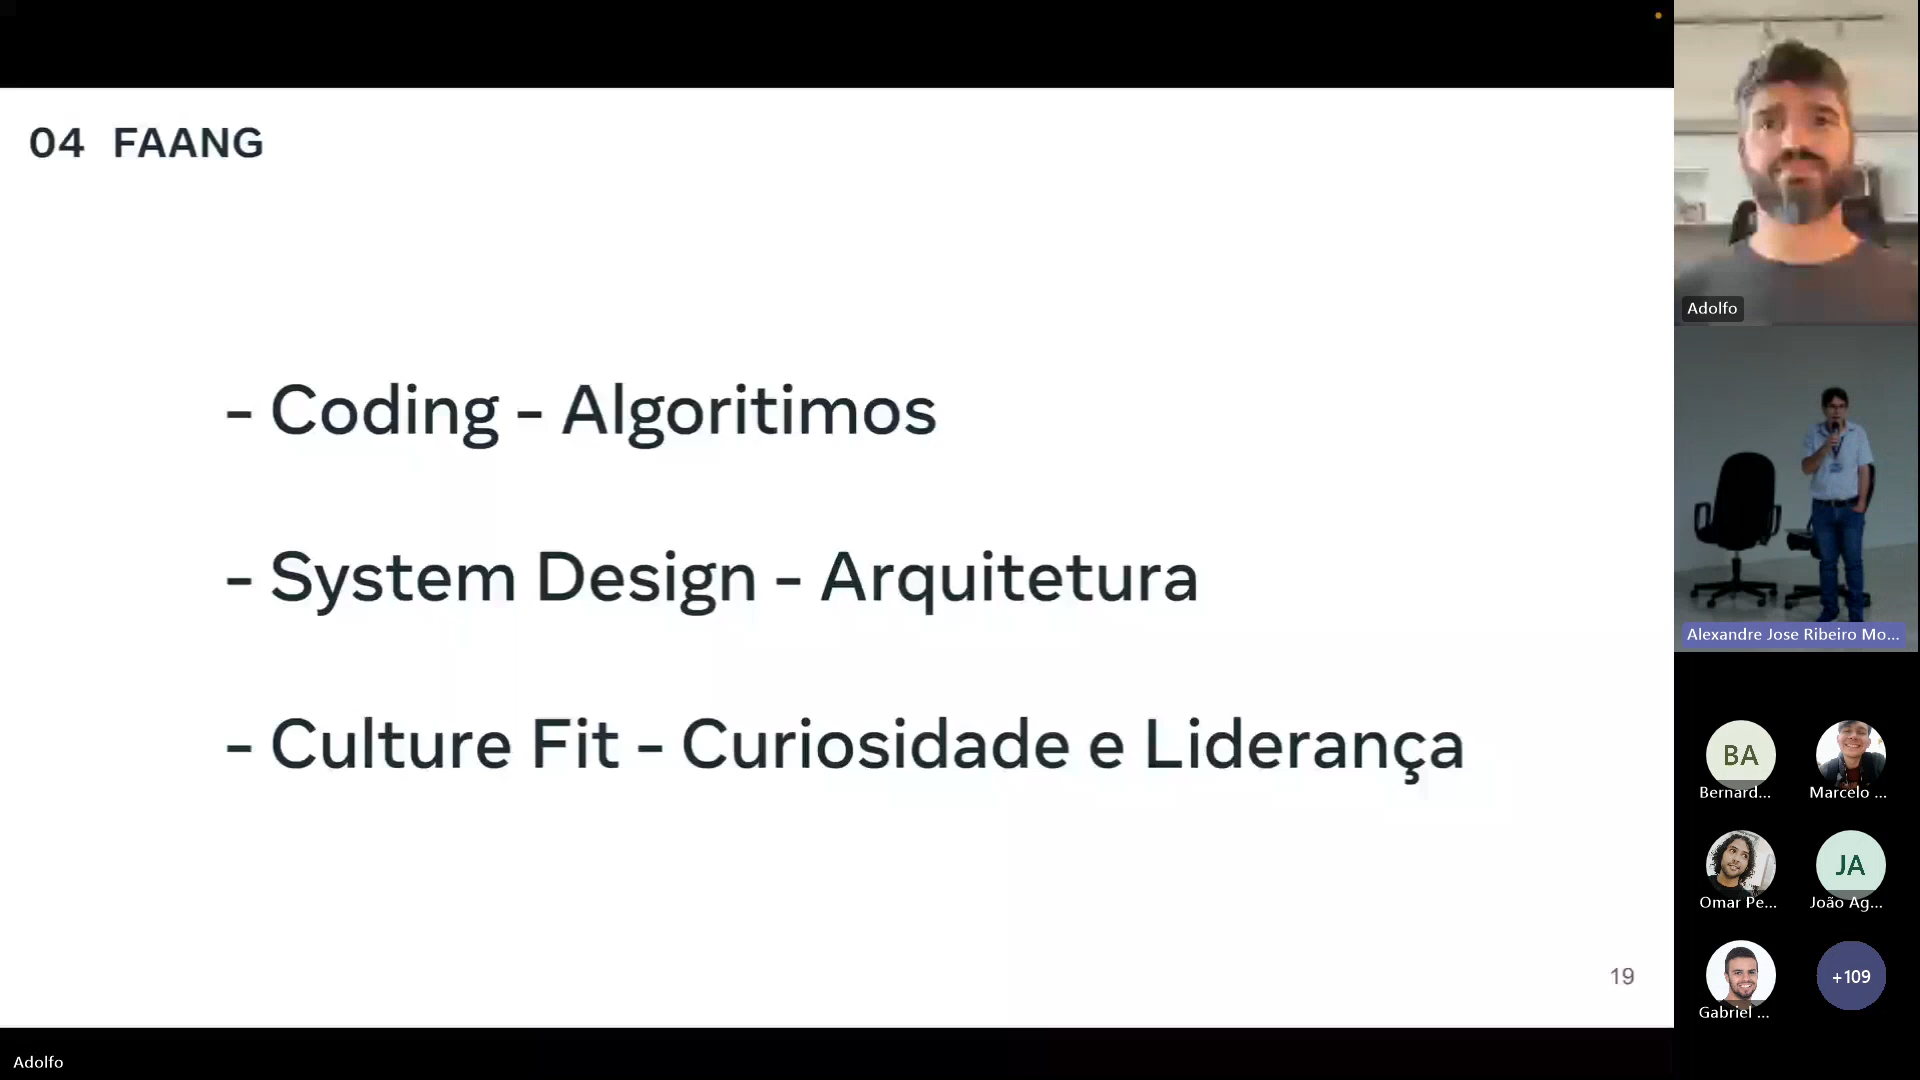 04 FAANG
- Coding - Algoritimos
- System Design - Arquitetura
- Culture Fit - Curiosidade e Liderança
19
Adolfo
Adolfo
Alexandre Jose Ribeiro Mo...
BA
Bernard...
Marcelo ...
Omar Pe...
JA
João Ag...
Gabriel ...
+109